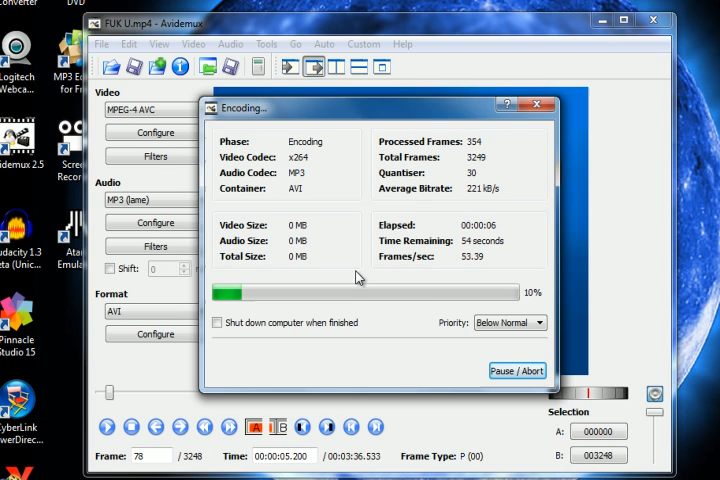 Converter
DVD
FUK U.mp4 - Avidemux
File Edit View Video Audio Tools Go Auto Custom Help
Logitech
Webca...
MP3 Ed
for Fr
idemux 2.5
Scree
Recor
udacity 1.3
eta (Unic...
Atar
Emula
Pinnacle
Studio 15
CyberLink
owerDirec...
Video
MPEG-4 AVC
Configure
Filters
Audio
MP3 (lame)
Configure
Filters
Shift: 0
Format
AVI
Configure
Encoding...
Phase: Encoding
Video Codec: x264
Audio Codec: MP3
Container: AVI
Processed Frames: 354
Total Frames: 3249
Quantiser: 30
Average Bitrate: 221 kB/s
Video Size: 0 MB
Audio Size: 0 MB
Total Size: 0 MB
Elapsed: 00:00:06
Time Remaining: 54 seconds
Frames/sec: 53.39
10%
Shut down computer when finished
Priority: Below Normal
Pause / Abort
A B
Selection
A: 000000
B: 003248
Frame: 78 / 3248 Time: 00:00:05.200 / 00:03:36.533 Frame Type: P (00)